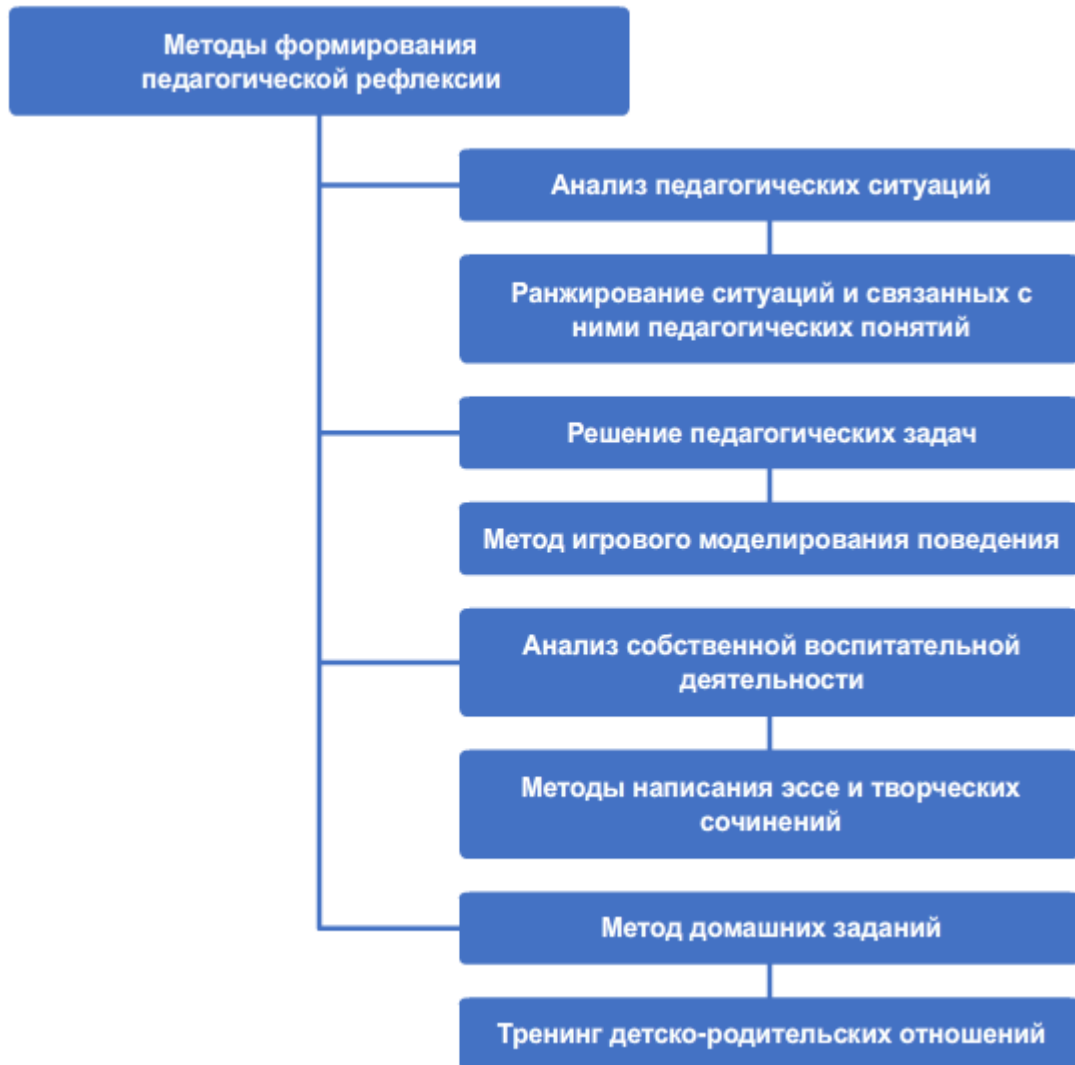 Методы формирования
педагогической рефлексии
Анализ педагогических ситуаций
Ранжирование ситуаций и связанных с
ними педагогических понятий
Решение педагогических задач
Метод игрового моделирования поведения
Анализ собственной воспитательной
деятельности
Методы написания эссе и творческих
сочинений
Метод домашних заданий
Тренинг детско-родительских отношений